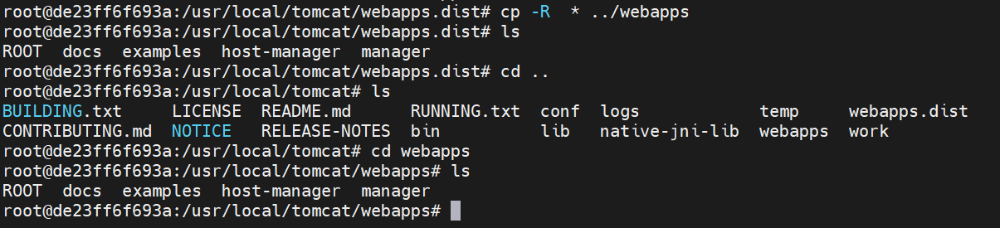 root@de23ff6f693a:/usr/local/tomcat/webapps.dist# cp -R  * ../webapps
root@de23ff6f693a:/usr/local/tomcat/webapps.dist# ls
ROOT  docs  examples  host-manager  manager
root@de23ff6f693a:/usr/local/tomcat/webapps.dist# cd ..
root@de23ff6f693a:/usr/local/tomcat# ls
BUILDING.txt     LICENSE  README.md      RUNNING.txt  conf  logs            temp     webapps.dist
CONTRIBUTING.md  NOTICE   RELEASE-NOTES  bin          lib   native-jni-lib  webapps  work
root@de23ff6f693a:/usr/local/tomcat# cd webapps
root@de23ff6f693a:/usr/local/tomcat/webapps# ls
ROOT  docs  examples  host-manager  manager
root@de23ff6f693a:/usr/local/tomcat/webapps#